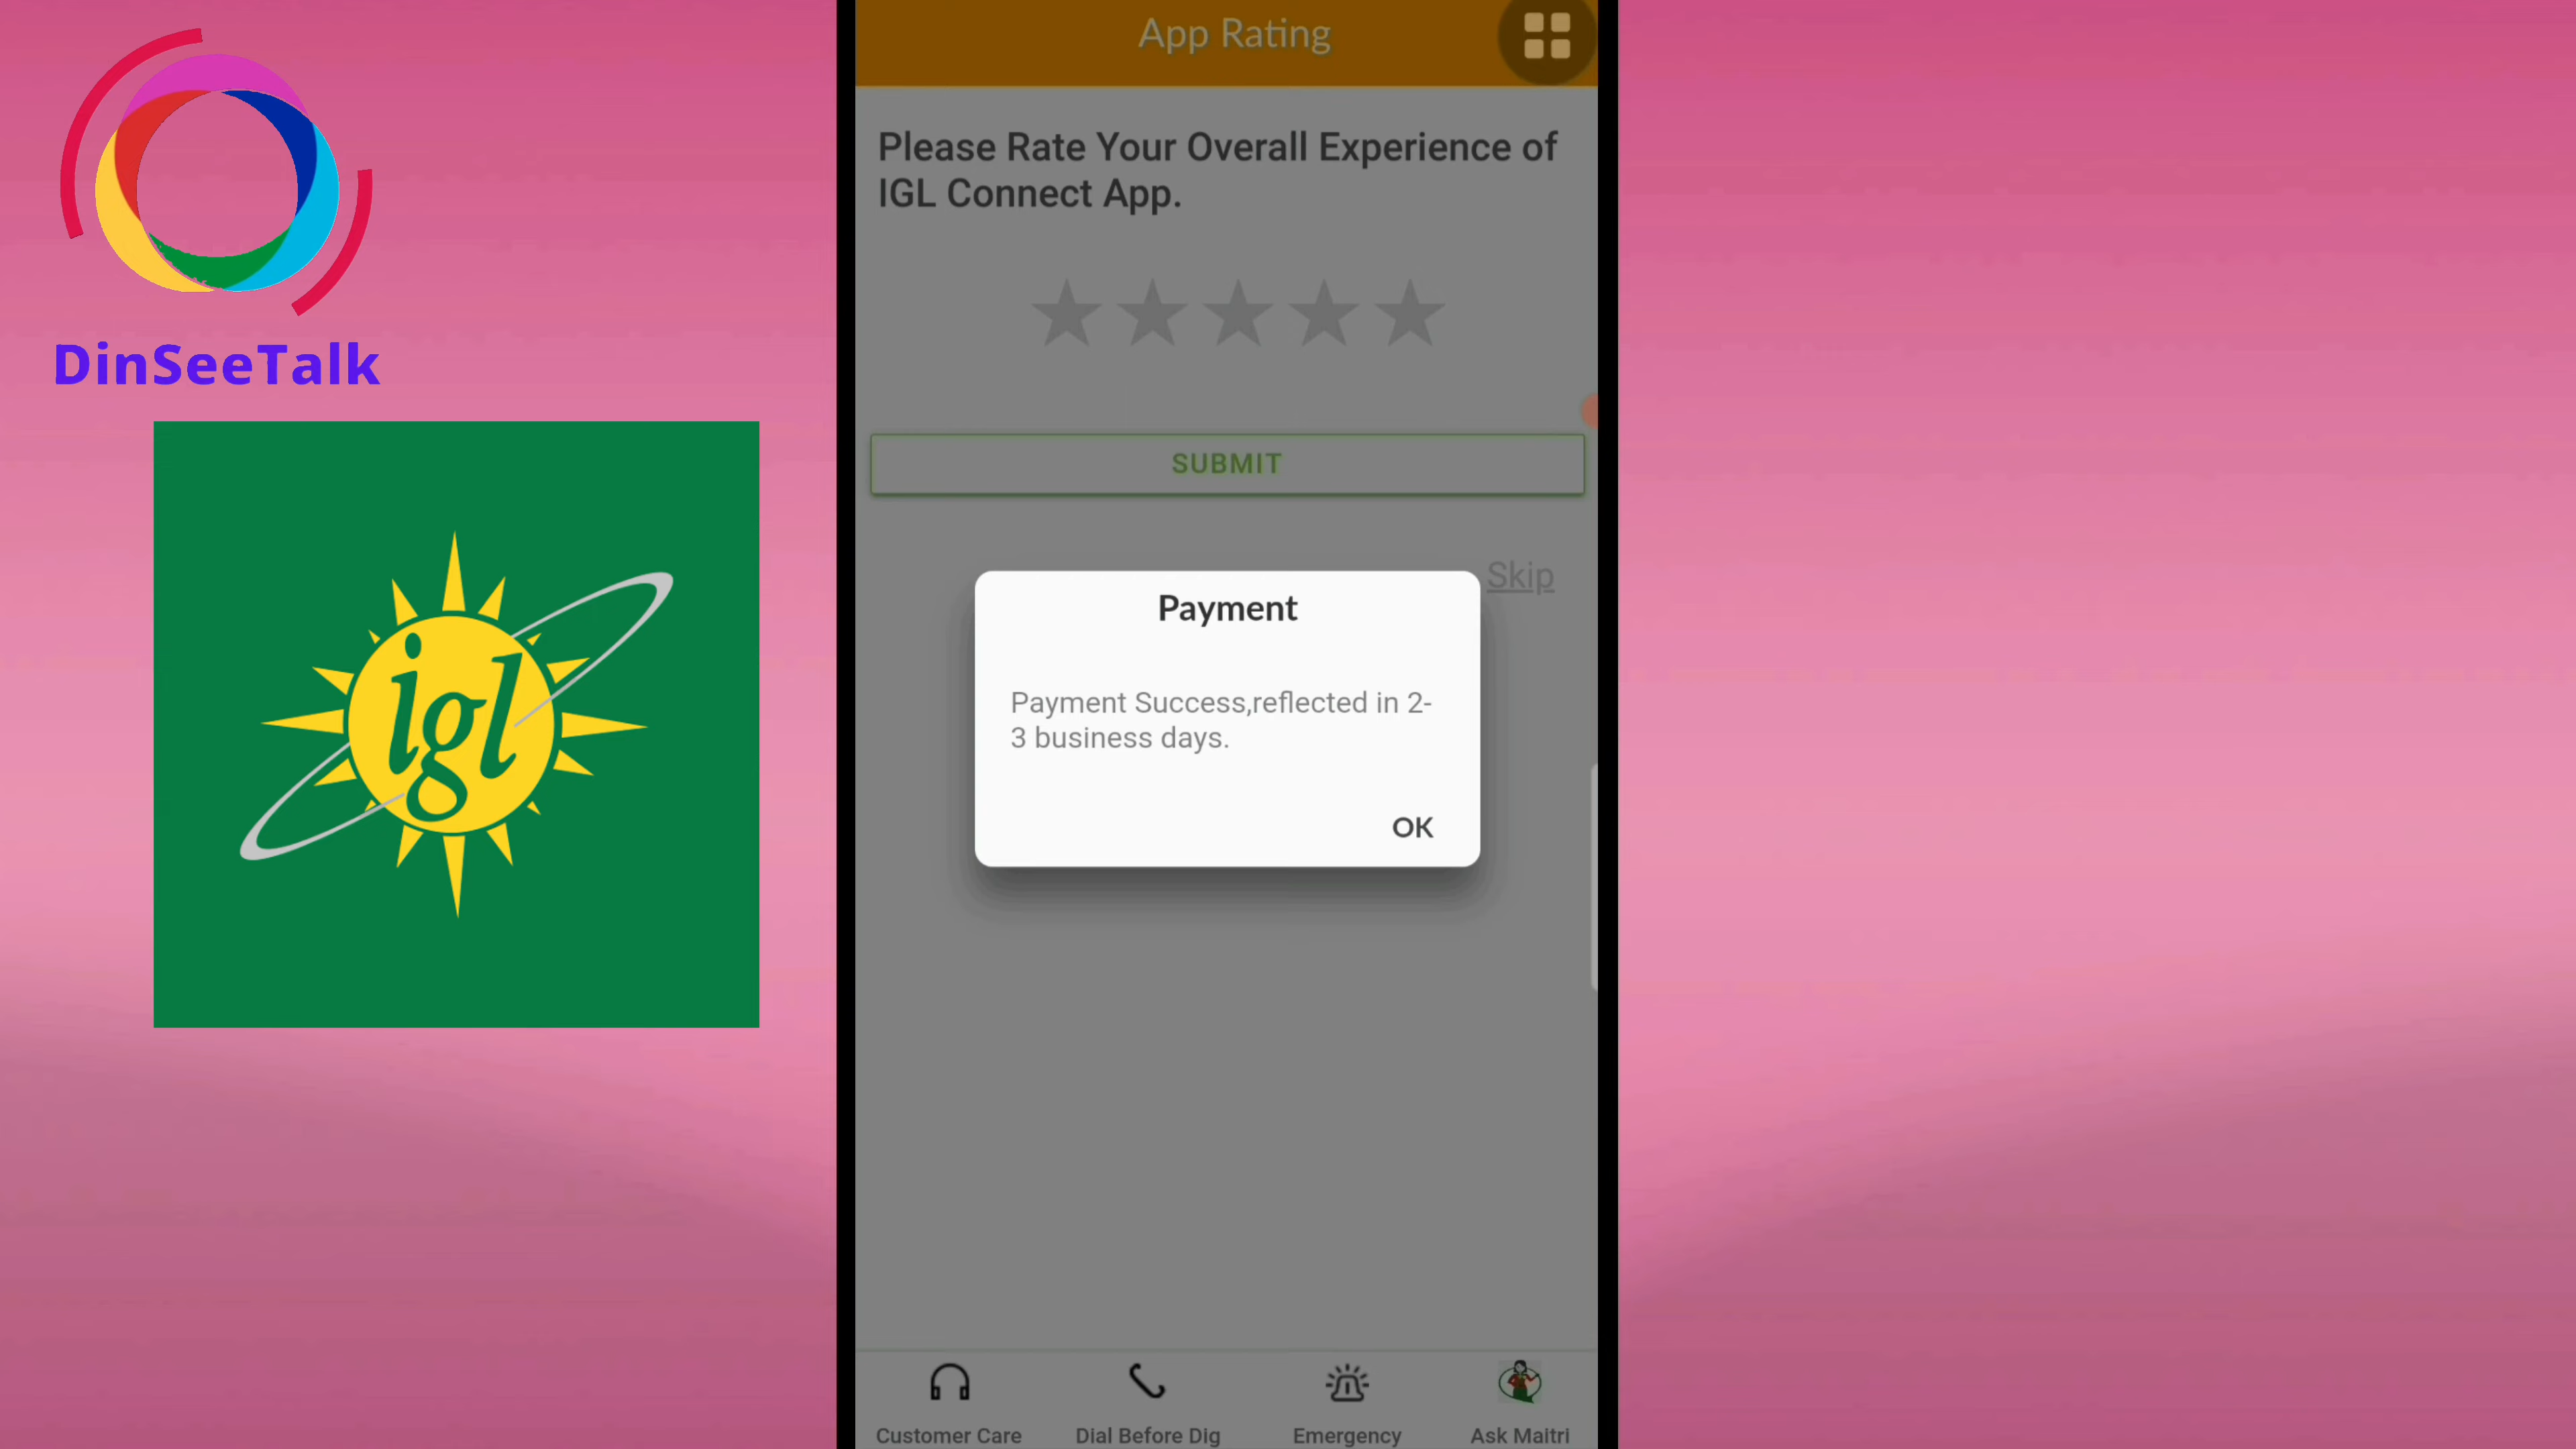 DinSeeTalk
igl
App Rating
Please Rate Your Overall Experience of
IGL Connect App.
SUBMIT
Skip
Payment
Payment Success,reflected in 2-
3 business days.
OK
Customer Care
Dial Before Dig
Emergency
Ask Maitri